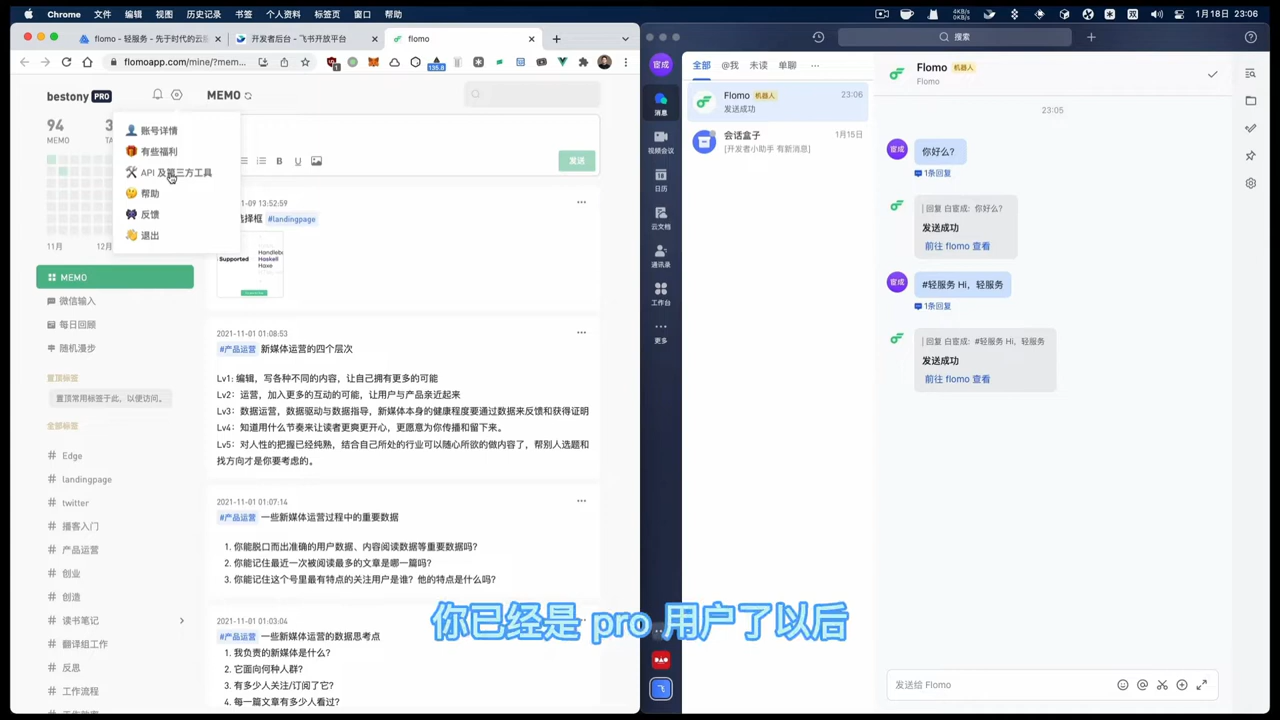 Chrome 文件 编辑 视图 历史记录 书签 个人资料 标签页 窗口 帮助
4KB/s
0KB/s
1月18日 23:06
flomo - 轻服务 - 先于时代的云
开发者后台 - 飞书开放平台
flomo
flomoapp.com/mine/?mem...
bestony PRO
94
MEMO
11月
12
账号详情
有些福利
API 及第三方工具
帮助
反馈
退出
MEMO
微信输入
每日回顾
随机漫步
置顶标签
置顶常用标签于此，以便访问。
全部标签
# Edge
# landingpage
# twitter
# 播客入门
# 产品运营
# 创业
# 创造
# 读书笔记
# 翻译组工作
# 反思
# 工作流程
MEMO
B U
发送
-09 13:52:59
选择框 #landingpage
Supported
Handleba
Haskell
Haxe
2021-11-01 01:08:53
#产品运营 新媒体运营的四个层次
Lv1: 编辑，写各种不同的内容，让自己拥有更多的可能
Lv2：运营，加入更多的互动的可能，让用户与产品亲近起来
Lv3：数据运营，数据驱动与数据指导，新媒体本身的健康程度要通过数据来反馈和获得证明
Lv4：知道用什么节奏来让读者更爽更开心，更愿意为你传播和留下来。
Lv5：对人性的把握已经纯熟，结合自己所处的行业可以随心所欲的做内容了，帮别人选题和
找方向才是你要考虑的。
2021-11-01 01:07:14
#产品运营 一些新媒体运营过程中的重要数据
1. 你能脱口而出准确的用户数据、内容阅读数据等重要数据吗？
2. 你能记住最近一次被阅读最多的文章是哪一篇吗？
3. 你能记住这个号里最有特点的关注用户是谁？他的特点是什么吗？
2021-11-01 01:03:04
#产品运营 一些新媒体运营的数据思考点
1. 我负责的新媒体是什么？
2. 它面向何种人群？
3. 有多少人关注/订阅了它？
4. 每一篇文章有多少人看过？
搜索
宦成
消息
视频会议
日历
云文档
通讯录
工作台
更多
全部 @我 未读 单聊 ...
Flomo 机器人 23:06
发送成功
会话盒子 1月15日
[开发者小助手 有新消息]
Flomo 机器人
Flomo
23:05
宦成
你好么？
1条回复
回复 白宦成：你好么？
发送成功
前往 flomo 查看
宦成
#轻服务 Hi，轻服务
1条回复
回复 白宦成：#轻服务 Hi，轻服务
发送成功
前往 flomo 查看
发送给 Flomo
你已经是 pro 用户了以后